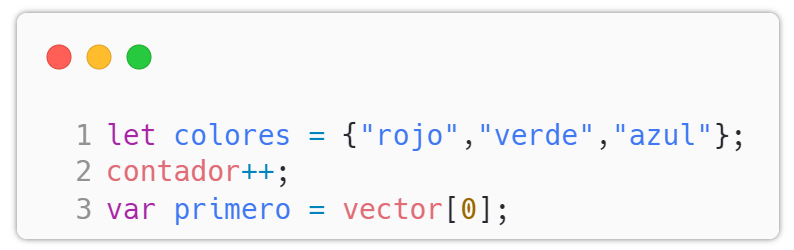 1 let colores = {"rojo","verde","azul"};
2 contador++;
3 var primero = vector[0];